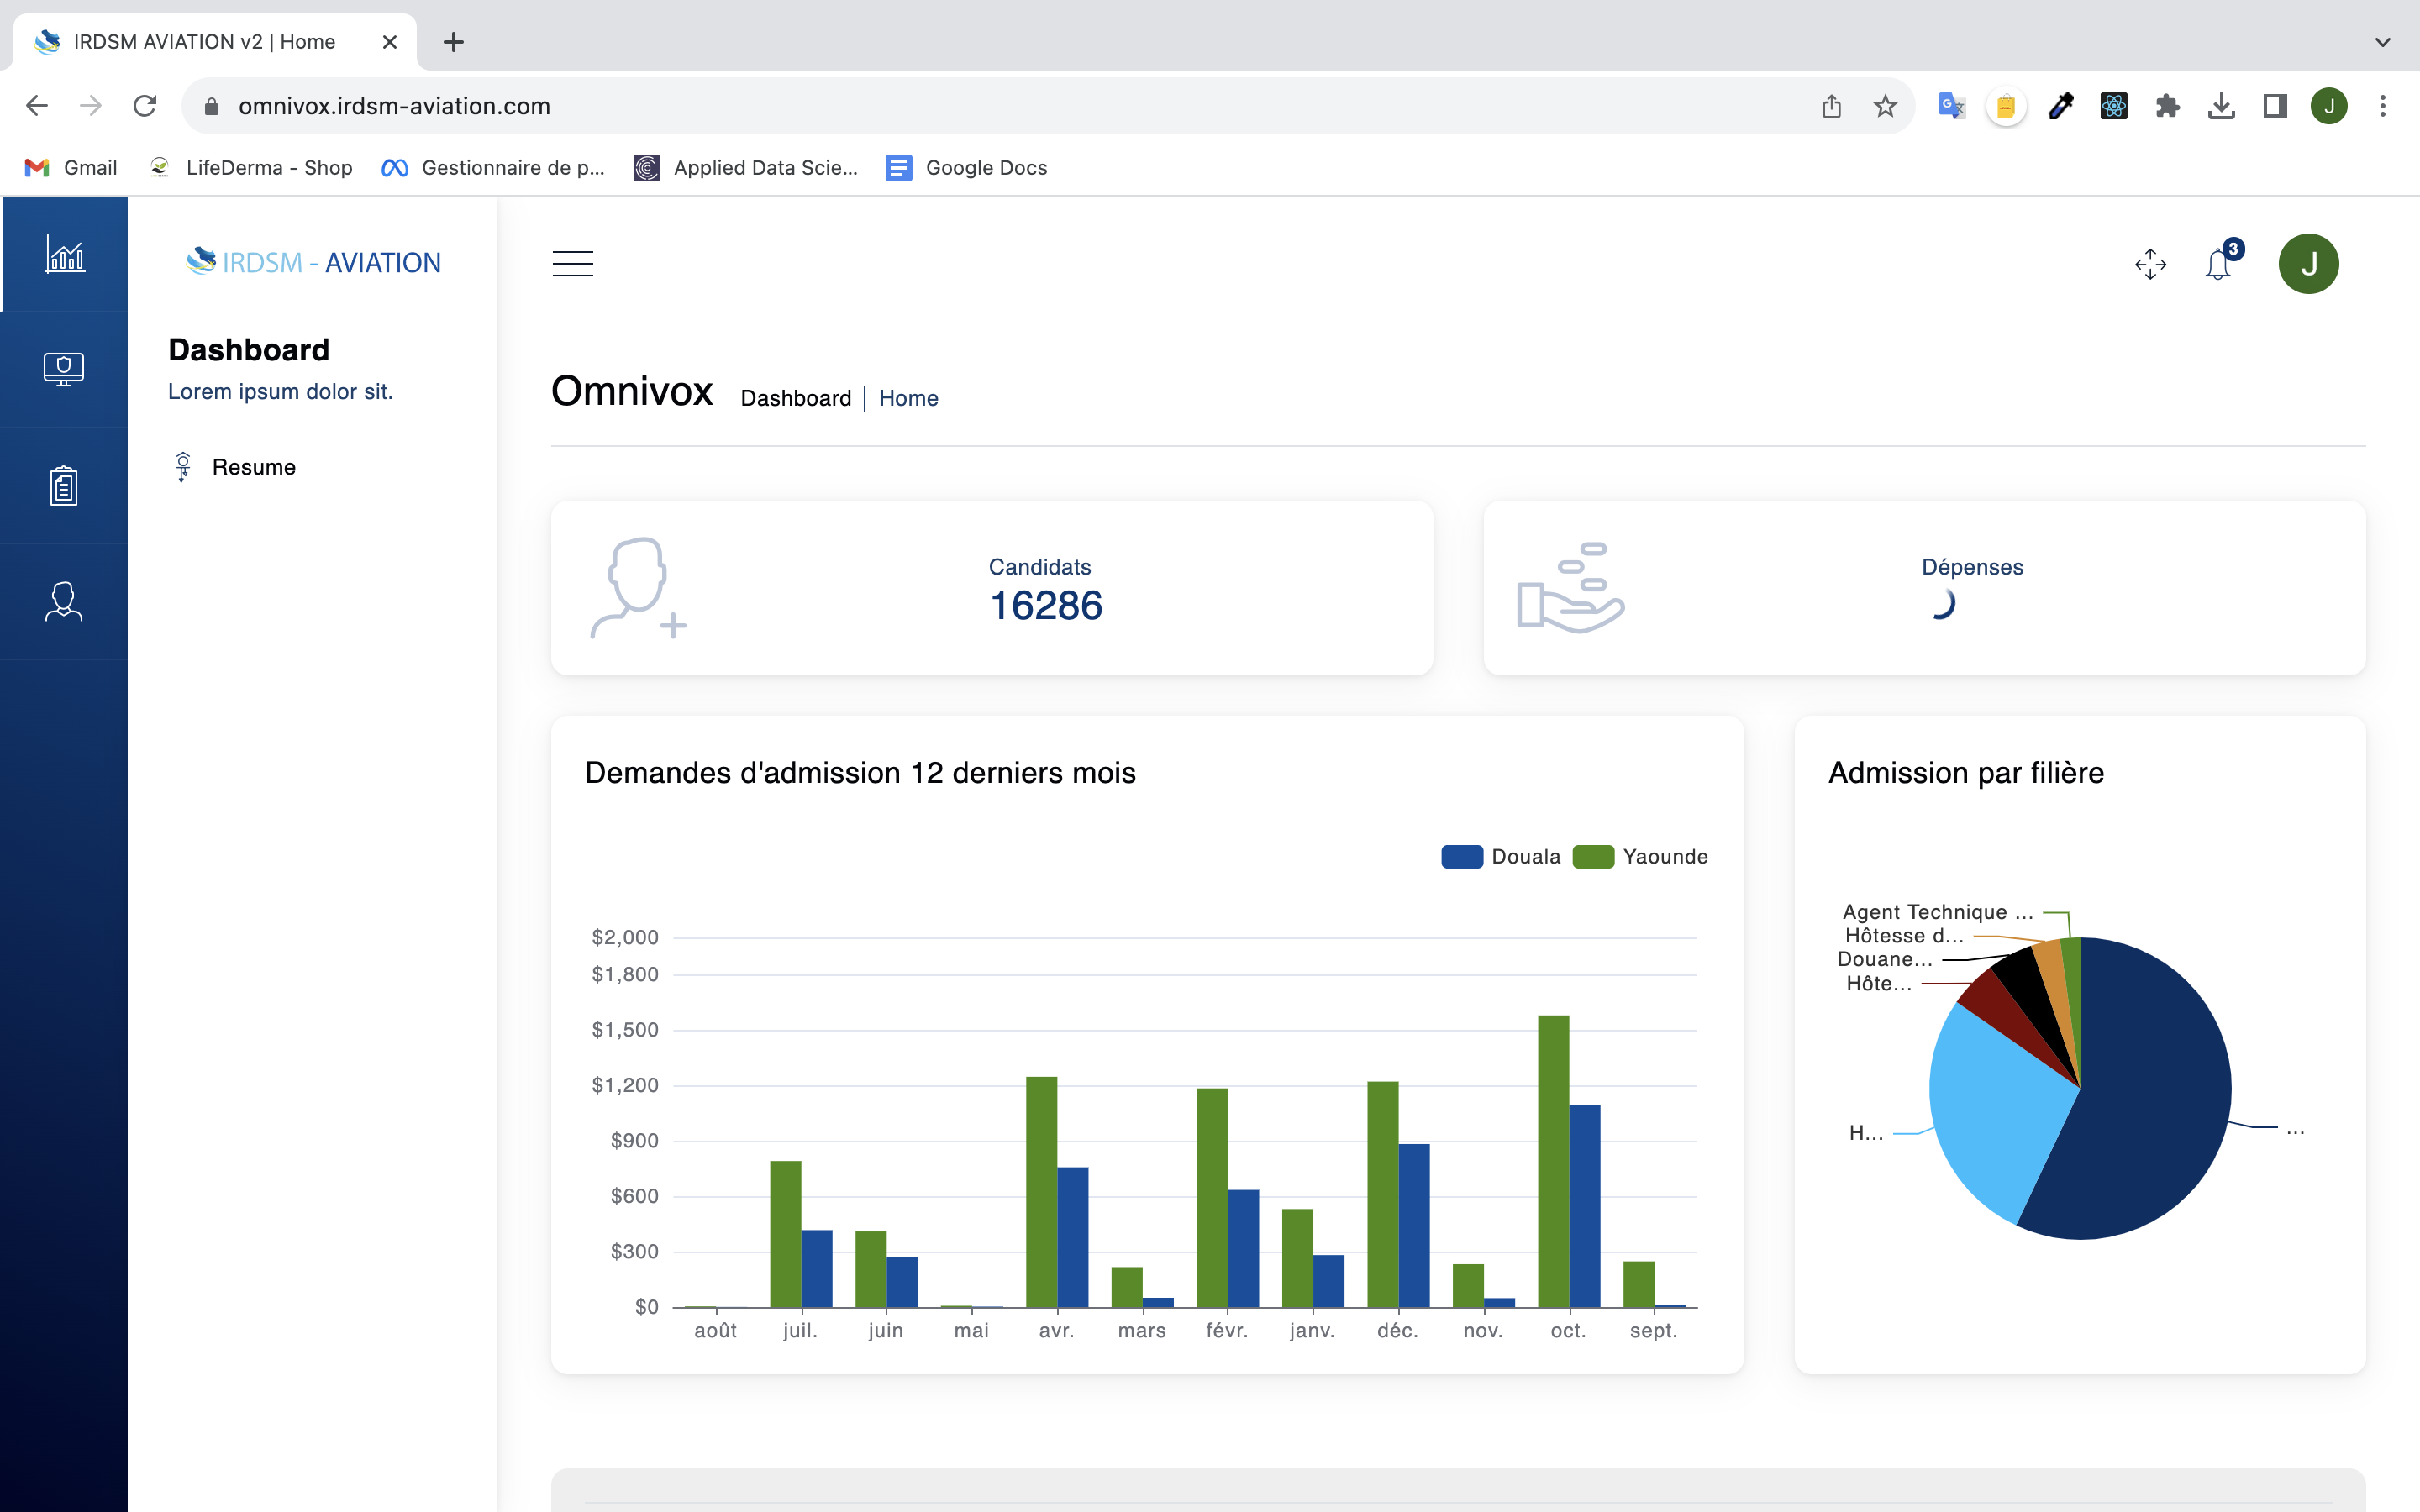 IRDSM AVIATION v2 | Home
omnivox.irdsm-aviation.com
J
Gmail
LifeDerma - Shop
Gestionnaire de p...
Applied Data Scie...
Google Docs
IRDSM - AVIATION
3
J
Dashboard
Lorem ipsum dolor sit.
Resume
Omnivox
Dashboard | Home
Candidats
16286
Dépenses
Demandes d'admission 12 derniers mois
Douala
Yaounde
$2,000
$1,800
$1,500
$1,200
$900
$600
$300
$0
août juil. juin mai avr. mars févr. janv. déc. nov. oct. sept.
Admission par filière
Agent Technique ...
Hôtesse d...
Douane...
Hôte...
H...
...